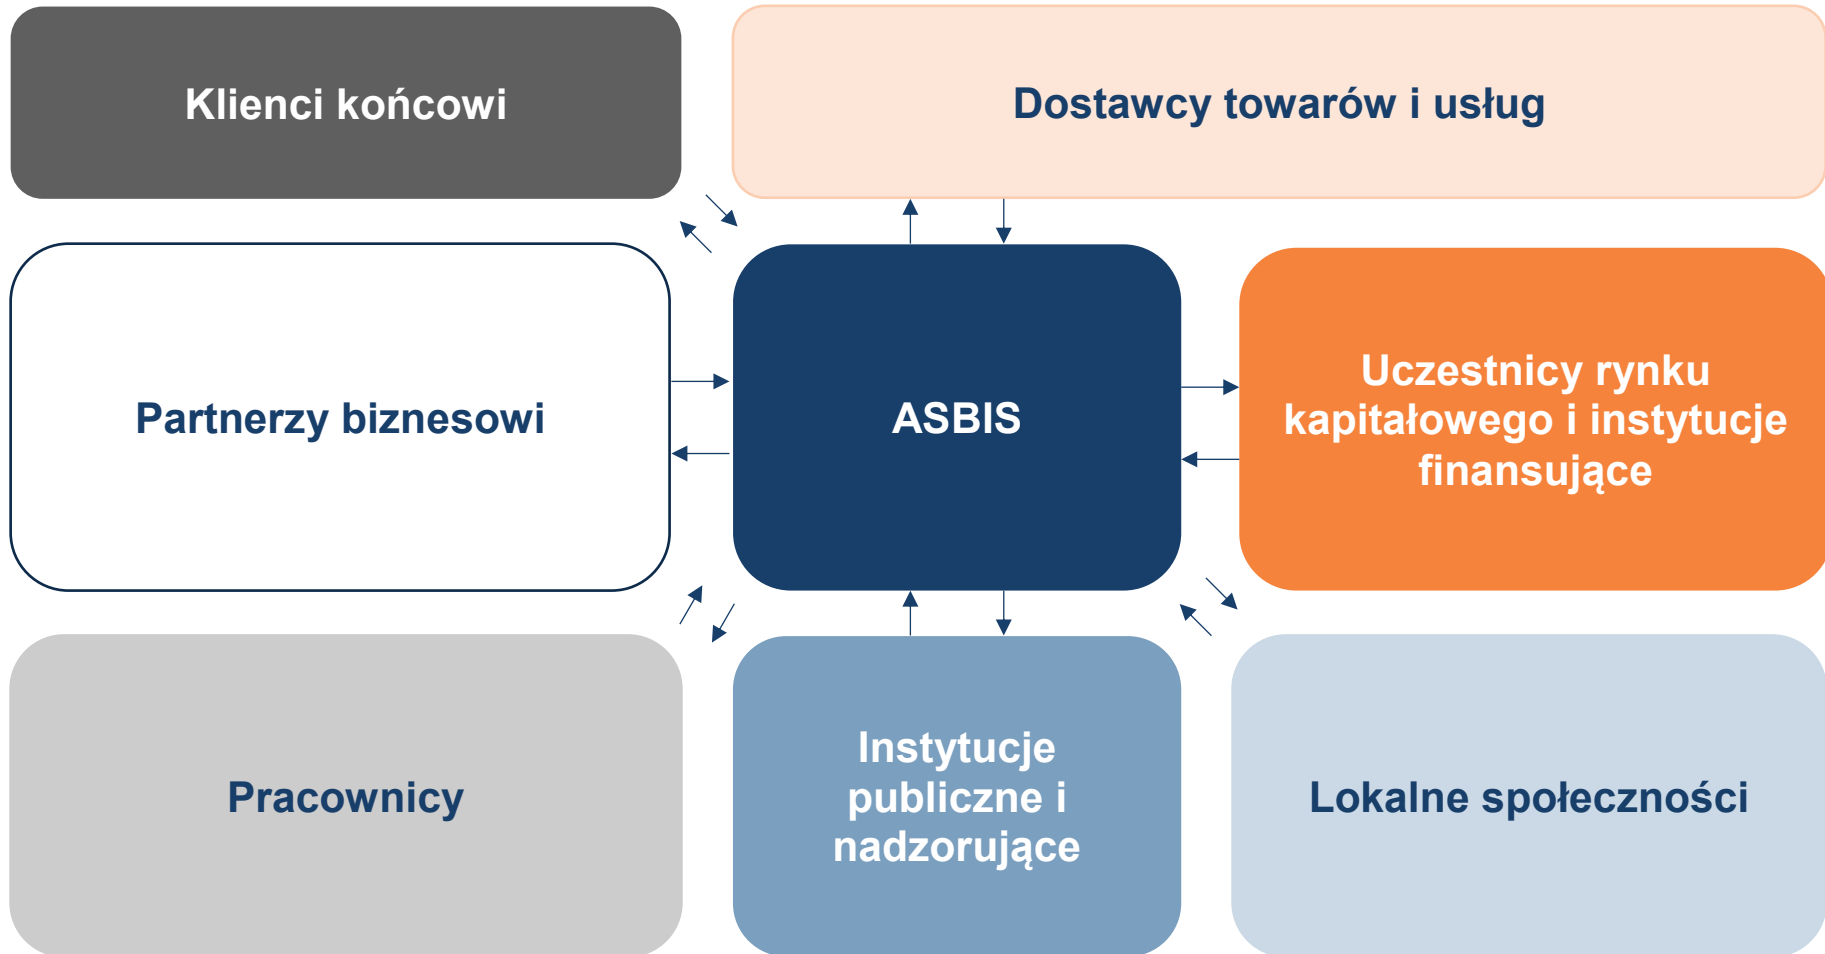 Klienci końcowi
Dostawcy towarów i usług
Partnerzy biznesowi
ASBIS
Uczestnicy rynku
kapitałowego i instytucje
finansujące
Pracownicy
Instytucje
publiczne i
nadzorujące
Lokalne społeczności